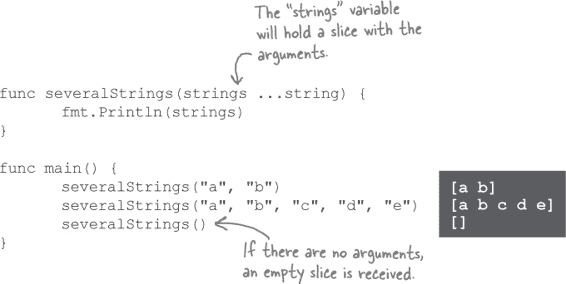 The "strings" variable
will hold a slice with the
arguments.
func severalStrings(strings ...string) {
fmt.Println(strings)
}
func main() {
severalStrings("a", "b")
severalStrings("a", "b", "c", "d", "e")
severalStrings()
}
[a b]
[a b c d e]
[]
If there are no arguments,
an empty slice is received.